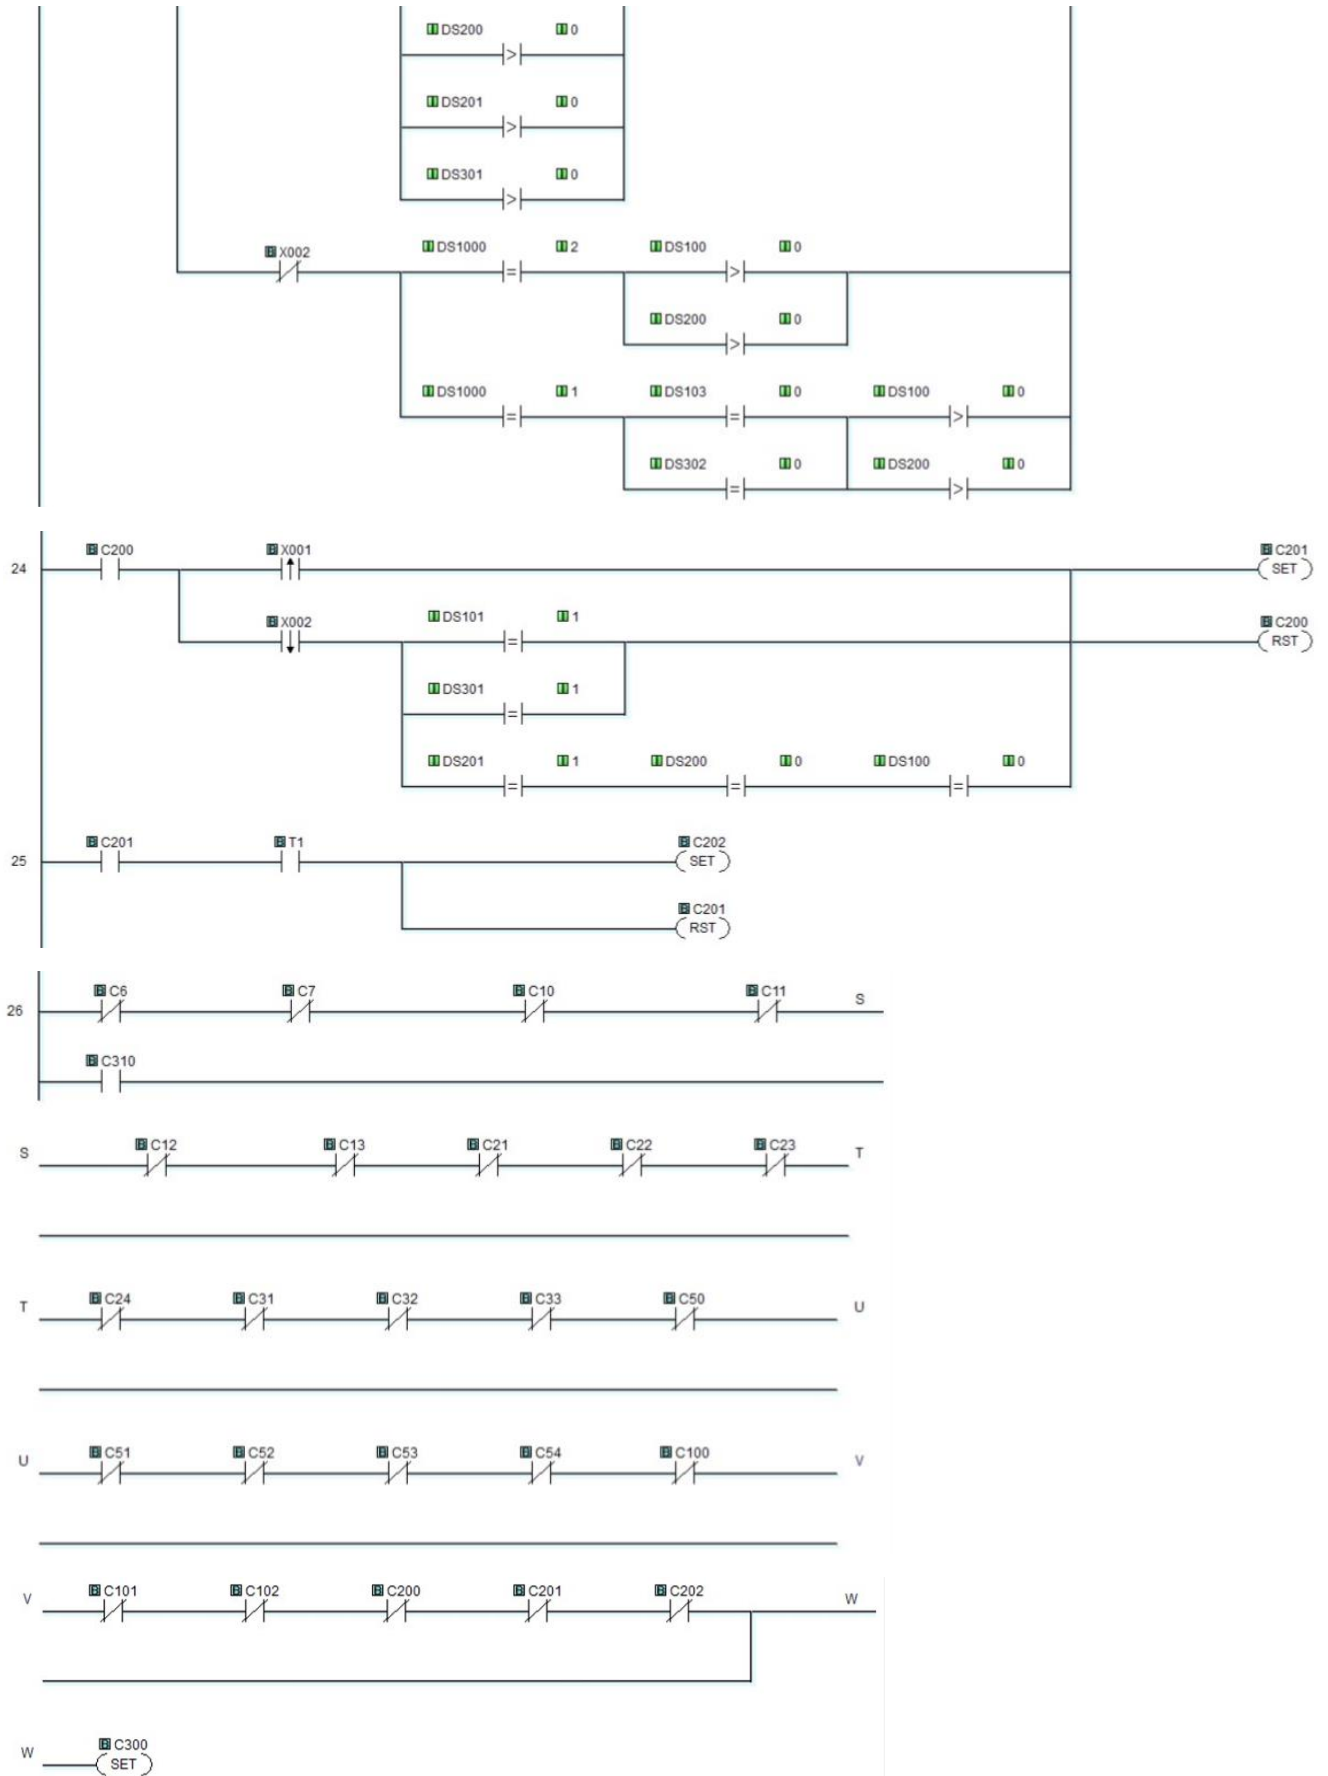 DS200 0
>
DS201 0
>
DS301 0
>
X002 DS1000 2 DS100 0
= >
DS200 0
>
DS1000 1 DS103 0 DS100 0
= = >
DS302 0 DS200 0
= >
C200 X001 C201
24 SET
X002 DS101 1 C200
= RST
DS301 1
=
DS201 1 DS200 0 DS100 0
= = =
C201 T1 C202
25 SET
C201
RST
C6 C7 C10 C11 S
26
C310
S C12 C13 C21 C22 C23 T
T C24 C31 C32 C33 C50 U
U C51 C52 C53 C54 C100 V
V C101 C102 C200 C201 C202 W
W C300
SET